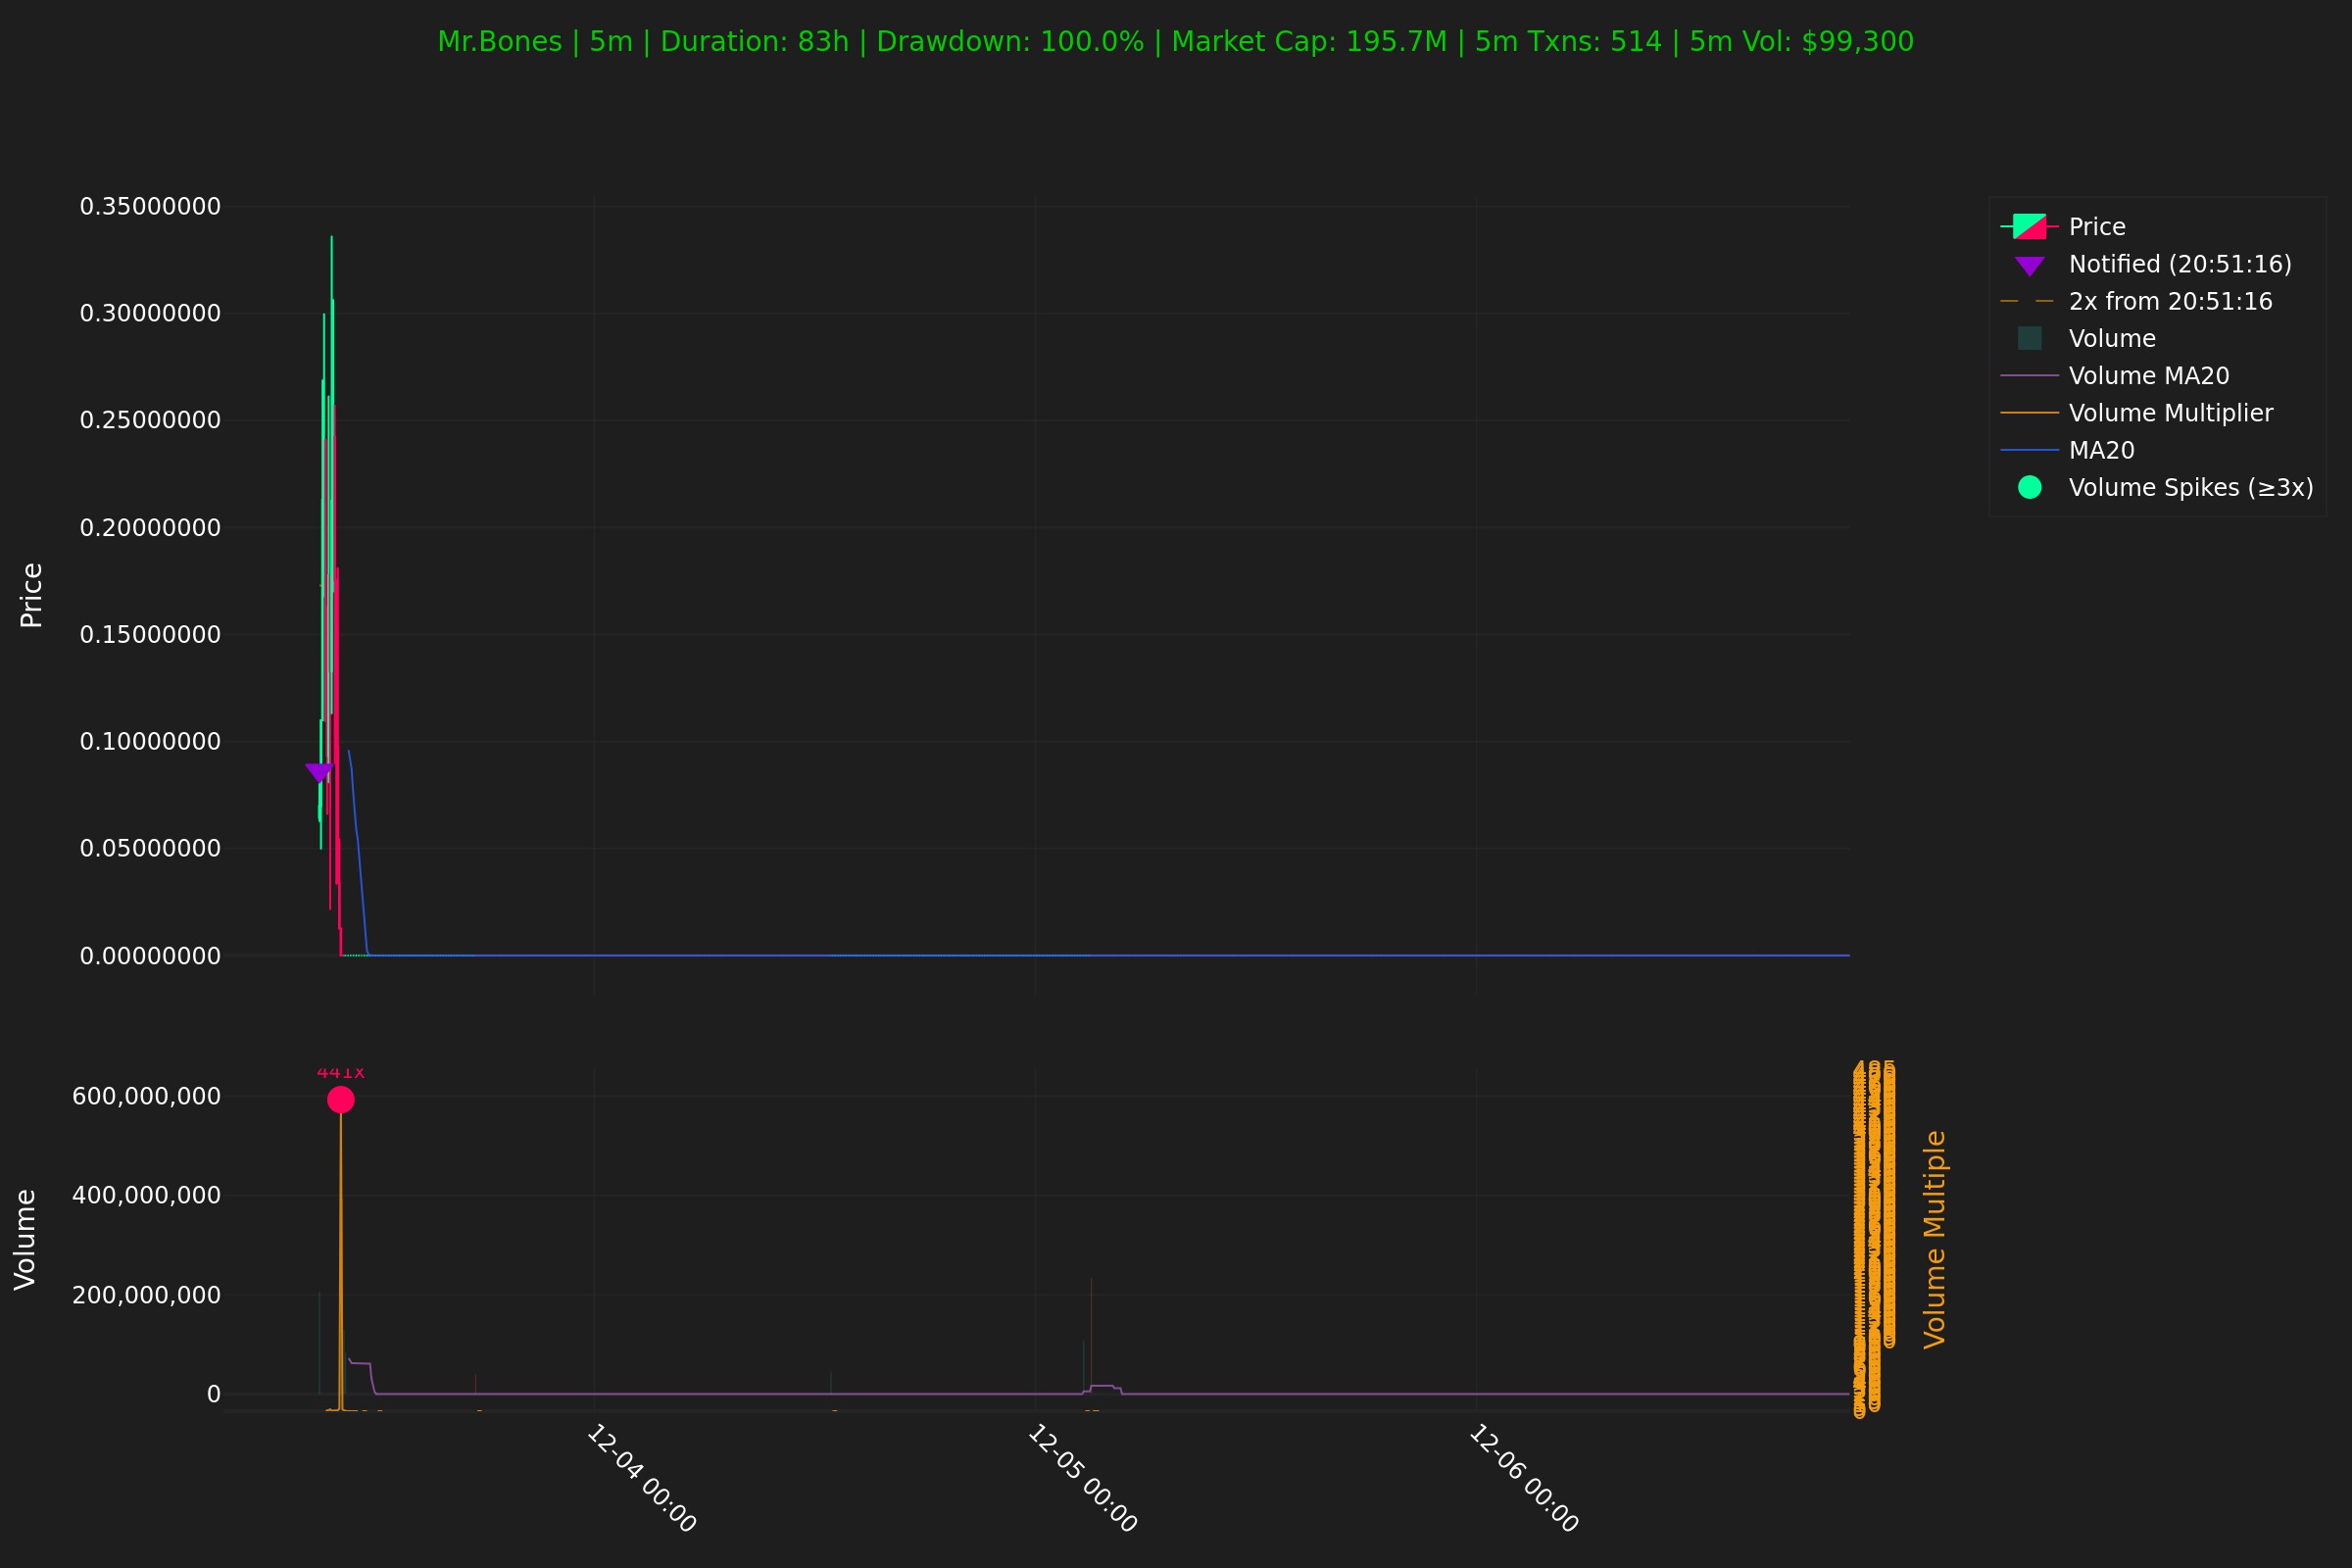 Mr.Bones | 5m | Duration: 83h | Drawdown: 100.0% | Market Cap: 195.7M | 5m Txns: 514 | 5m Vol: $99,300
0.35000000
0.30000000
0.25000000
0.20000000
0.15000000
0.10000000
0.05000000
0.00000000
Price
Price
Notified (20:51:16)
2x from 20:51:16
Volume
Volume MA20
Volume Multiplier
MA20
Volume Spikes (≥3x)
441x
600,000,000
400,000,000
200,000,000
0
Volume
Volume Multiple
12-04 00:00
12-05 00:00
12-06 00:00